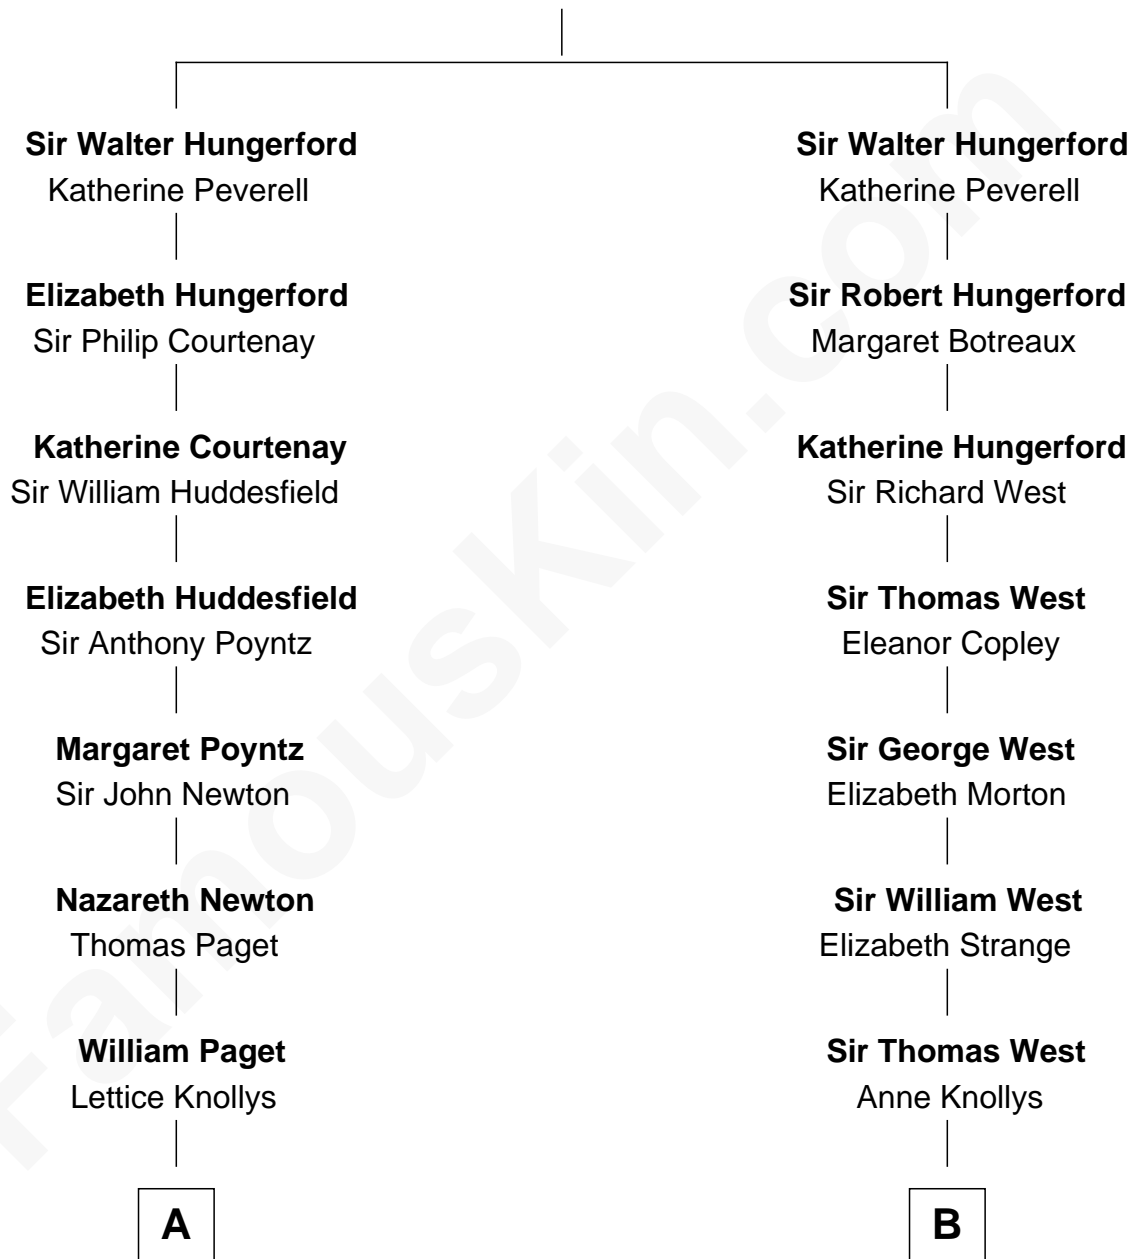 Sir Walter Hungerford
Katherine Peverell
Elizabeth Hungerford
Sir Philip Courtenay
Katherine Courtenay
Sir William Huddesfield
Elizabeth Huddesfield
Sir Anthony Poyntz
Margaret Poyntz
Sir John Newton
Nazareth Newton
Thomas Paget
William Paget
Lettice Knollys
A
Sir Walter Hungerford
Katherine Peverell
Sir Robert Hungerford
Margaret Botreaux
Katherine Hungerford
Sir Richard West
Sir Thomas West
Eleanor Copley
Sir George West
Elizabeth Morton
Sir William West
Elizabeth Strange
Sir Thomas West
Anne Knollys
B
FamousKin.com